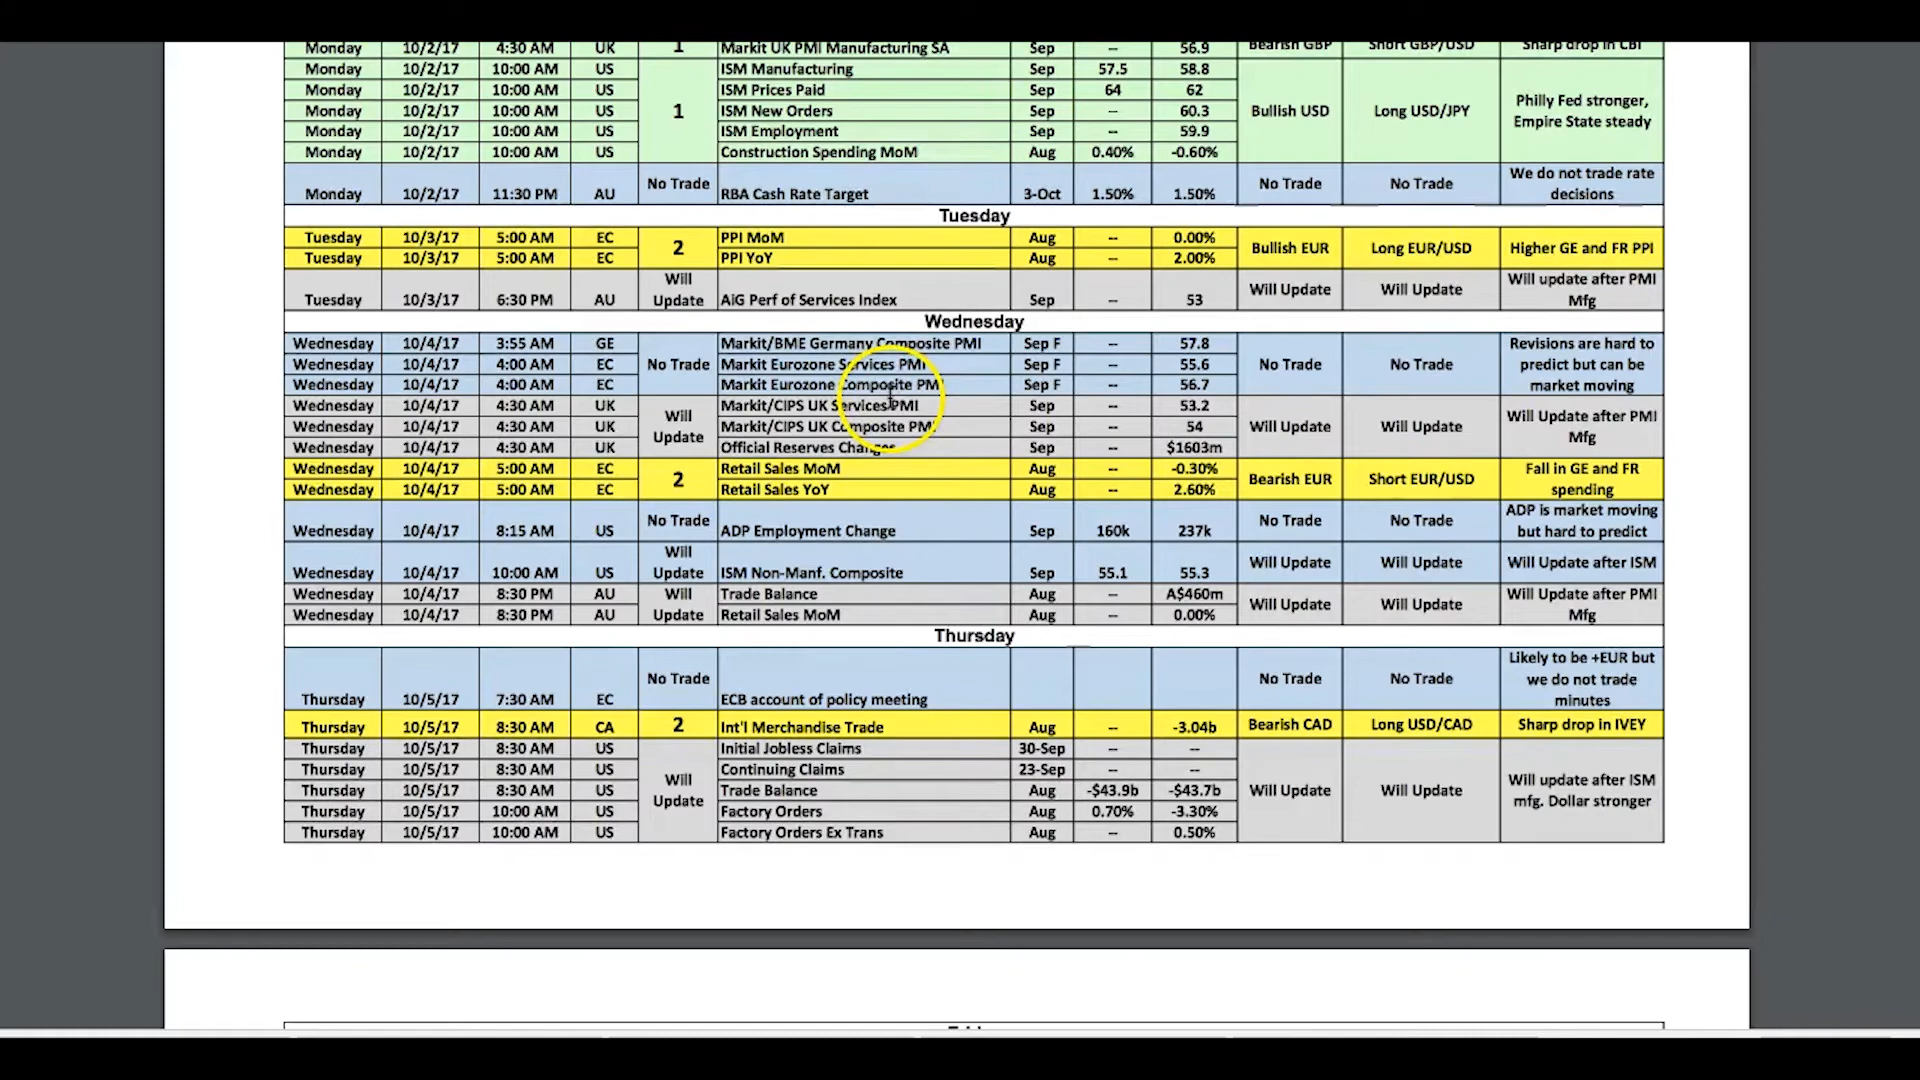 Monday 10/2/17 4:30 AM UK 1 Markit UK PMI Manufacturing SA Sep -- 56.9 Bearish GBP Short GBP/USD Sharp drop in CBI
Monday 10/2/17 10:00 AM US ISM Manufacturing Sep 57.5 58.8
Monday 10/2/17 10:00 AM US ISM Prices Paid Sep 64 62
Monday 10/2/17 10:00 AM US 1 ISM New Orders Sep -- 60.3 Bullish USD Long USD/JPY Philly Fed stronger,
Empire State steady
Monday 10/2/17 10:00 AM US ISM Employment Sep -- 59.9
Monday 10/2/17 10:00 AM US Construction Spending MoM Aug 0.40% -0.60%
Monday 10/2/17 11:30 PM AU No Trade RBA Cash Rate Target 3-Oct 1.50% 1.50% No Trade No Trade We do not trade rate
decisions
Tuesday
Tuesday 10/3/17 5:00 AM EC 2 PPI MoM Aug -- 0.00% Bullish EUR Long EUR/USD Higher GE and FR PPI
Tuesday 10/3/17 5:00 AM EC PPI YoY Aug -- 2.00%
Tuesday 10/3/17 6:30 PM AU Will
Update AiG Perf of Services Index Sep -- 53 Will Update Will Update Will update after PMI
Mfg
Wednesday
Wednesday 10/4/17 3:55 AM GE Markit/BME Germany Composite PMI Sep F -- 57.8 Revisions are hard to
Wednesday 10/4/17 4:00 AM EC No Trade Markit Eurozone Services PMI Sep F -- 55.6 No Trade No Trade predict but can be
Wednesday 10/4/17 4:00 AM EC Markit Eurozone Composite PMI Sep F -- 56.7 market moving
Wednesday 10/4/17 4:30 AM UK Will Markit/CIPS UK Services PMI Sep 53.2 Will Update after PMI
Wednesday 10/4/17 4:30 AM UK Update Markit/CIPS UK Composite PMI Sep -- 54 Will Update Will Update Mfg
Wednesday 10/4/17 4:30 AM UK Official Reserves Changes Sep -- $1603m
Wednesday 10/4/17 5:00 AM EC 2 Retail Sales MoM Aug -- -0.30% Bearish EUR Short EUR/USD Fall in GE and FR
Wednesday 10/4/17 5:00 AM EC Retail Sales YoY Aug -- 2.60% spending
Wednesday 10/4/17 8:15 AM US No Trade ADP Employment Change Sep 160k 237k No Trade No Trade ADP is market moving
but hard to predict
Wednesday 10/4/17 10:00 AM US Will
Update ISM Non-Manf. Composite Sep 55.1 55.3 Will Update Will Update Will Update after ISM
Wednesday 10/4/17 8:30 PM AU Will Trade Balance Aug -- A$460m Will Update Will Update Will Update after PMI
Wednesday 10/4/17 8:30 PM AU Update Retail Sales MoM Aug -- 0.00% Mfg
Thursday
Thursday 10/5/17 7:30 AM EC No Trade ECB account of policy meeting No Trade No Trade Likely to be +EUR but
we do not trade
minutes
Thursday 10/5/17 8:30 AM CA 2 Int'l Merchandise Trade Aug -- -3.04b Bearish CAD Long USD/CAD Sharp drop in IVEY
Thursday 10/5/17 8:30 AM US Initial Jobless Claims 30-Sep -- --
Thursday 10/5/17 8:30 AM US Continuing Claims 23-Sep -- --
Thursday 10/5/17 8:30 AM US Will
Update Trade Balance Aug -$43.9b -$43.7b Will Update Will Update Will update after ISM
mfg. Dollar stronger
Thursday 10/5/17 10:00 AM US Factory Orders Aug 0.70% -3.30%
Thursday 10/5/17 10:00 AM US Factory Orders Ex Trans Aug -- 0.50%